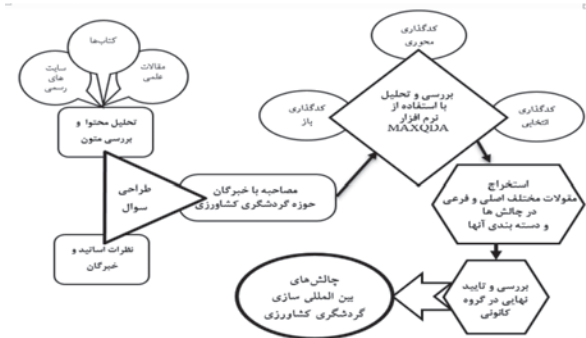 کتاب‌ها
سایت
های
رسمی
مقالات
علمی
تحلیل محتوا و
بررسی متون
طراحی
سوال
نظرات اساتید و
خبرگان
مصاحبه با خبرگان
حوزه گردشگری کشاورزی
کدگذاری
محوری
کدگذاری
باز
بررسی و تحلیل
با استفاده از
نرم افزار
MAXQDA
کدگذاری
انتخابی
استخراج
مقولات مختلف اصلی و فرعی
در چالش ها
و دسته بندی آنها
بررسی و تایید
نهایی در گروه
کانونی
چالش‌های
بین المللی سازی
گردشگری کشاورزی